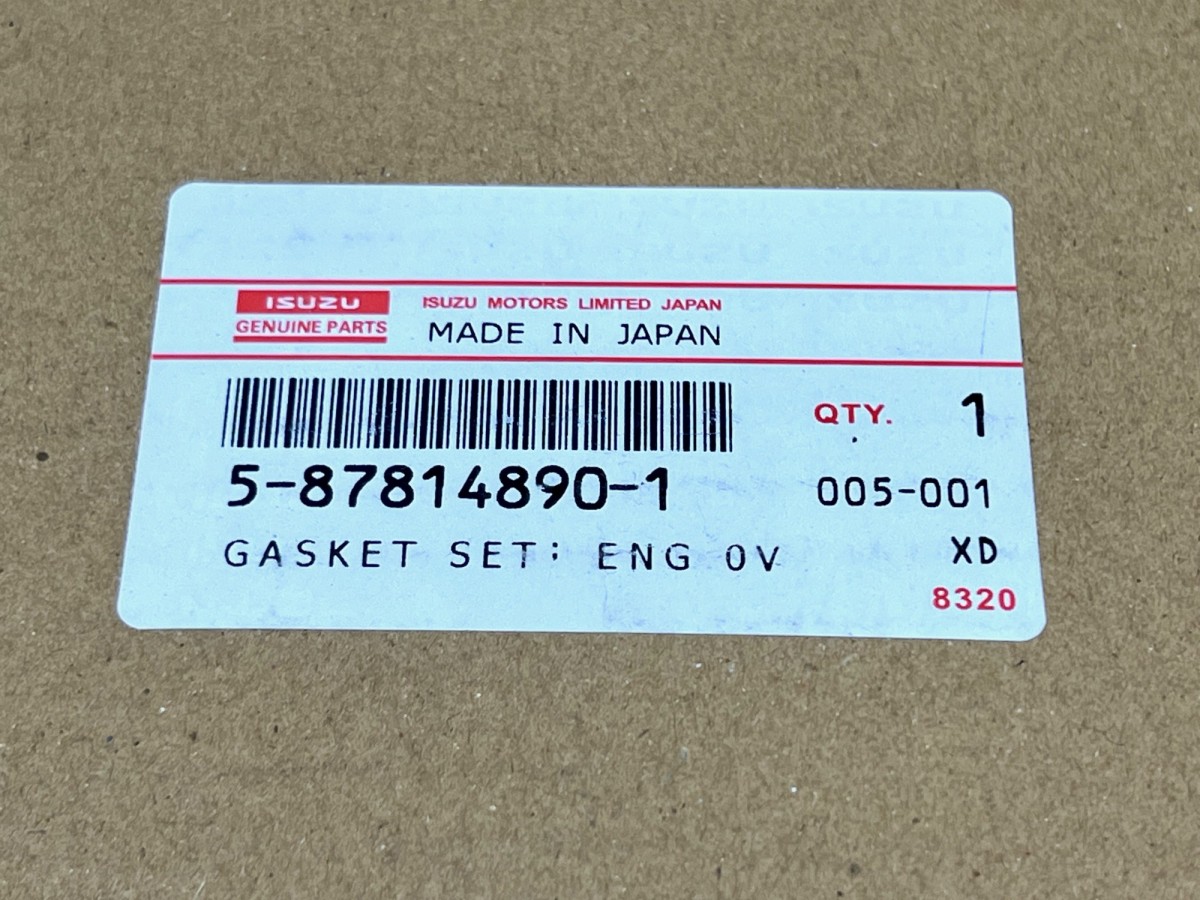 ISUZU
GENUINE PARTS
ISUZU MOTORS LIMITED JAPAN
MADE IN JAPAN
QTY. 1
5-87814890-1
005-001
GASKET SET; ENG OV
XD
8320